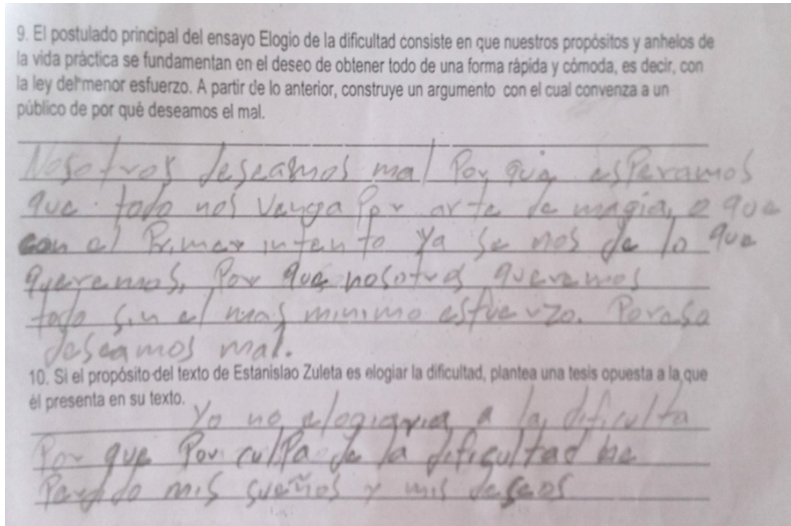 9. El postulado principal del ensayo Elogio de la dificultad consiste en que nuestros propósitos y anhelos de
la vida práctica se fundamentan en el deseo de obtener todo de una forma rápida y cómoda, es decir, con
la ley del menor esfuerzo. A partir de lo anterior, construye un argumento con el cual convenza a un
público de por qué deseamos el mal.
Nosotros deseamos mal Por que esperamos
que todo nos venga Por arte de magia, o que
con el Primer intento ya se nos de lo que
queremos, Por que nosotros queremos
todo sin el mas minimo esfuerzo. Por eso
deseamos mal.
10. Si el propósito del texto de Estanislao Zuleta es elogiar la dificultad, plantea una tesis opuesta a la que
él presenta en su texto.
Yo no elogiaria a la dificulta
Por que Por culpa de la dificultad he
Perdido mis sueños y mis deseos